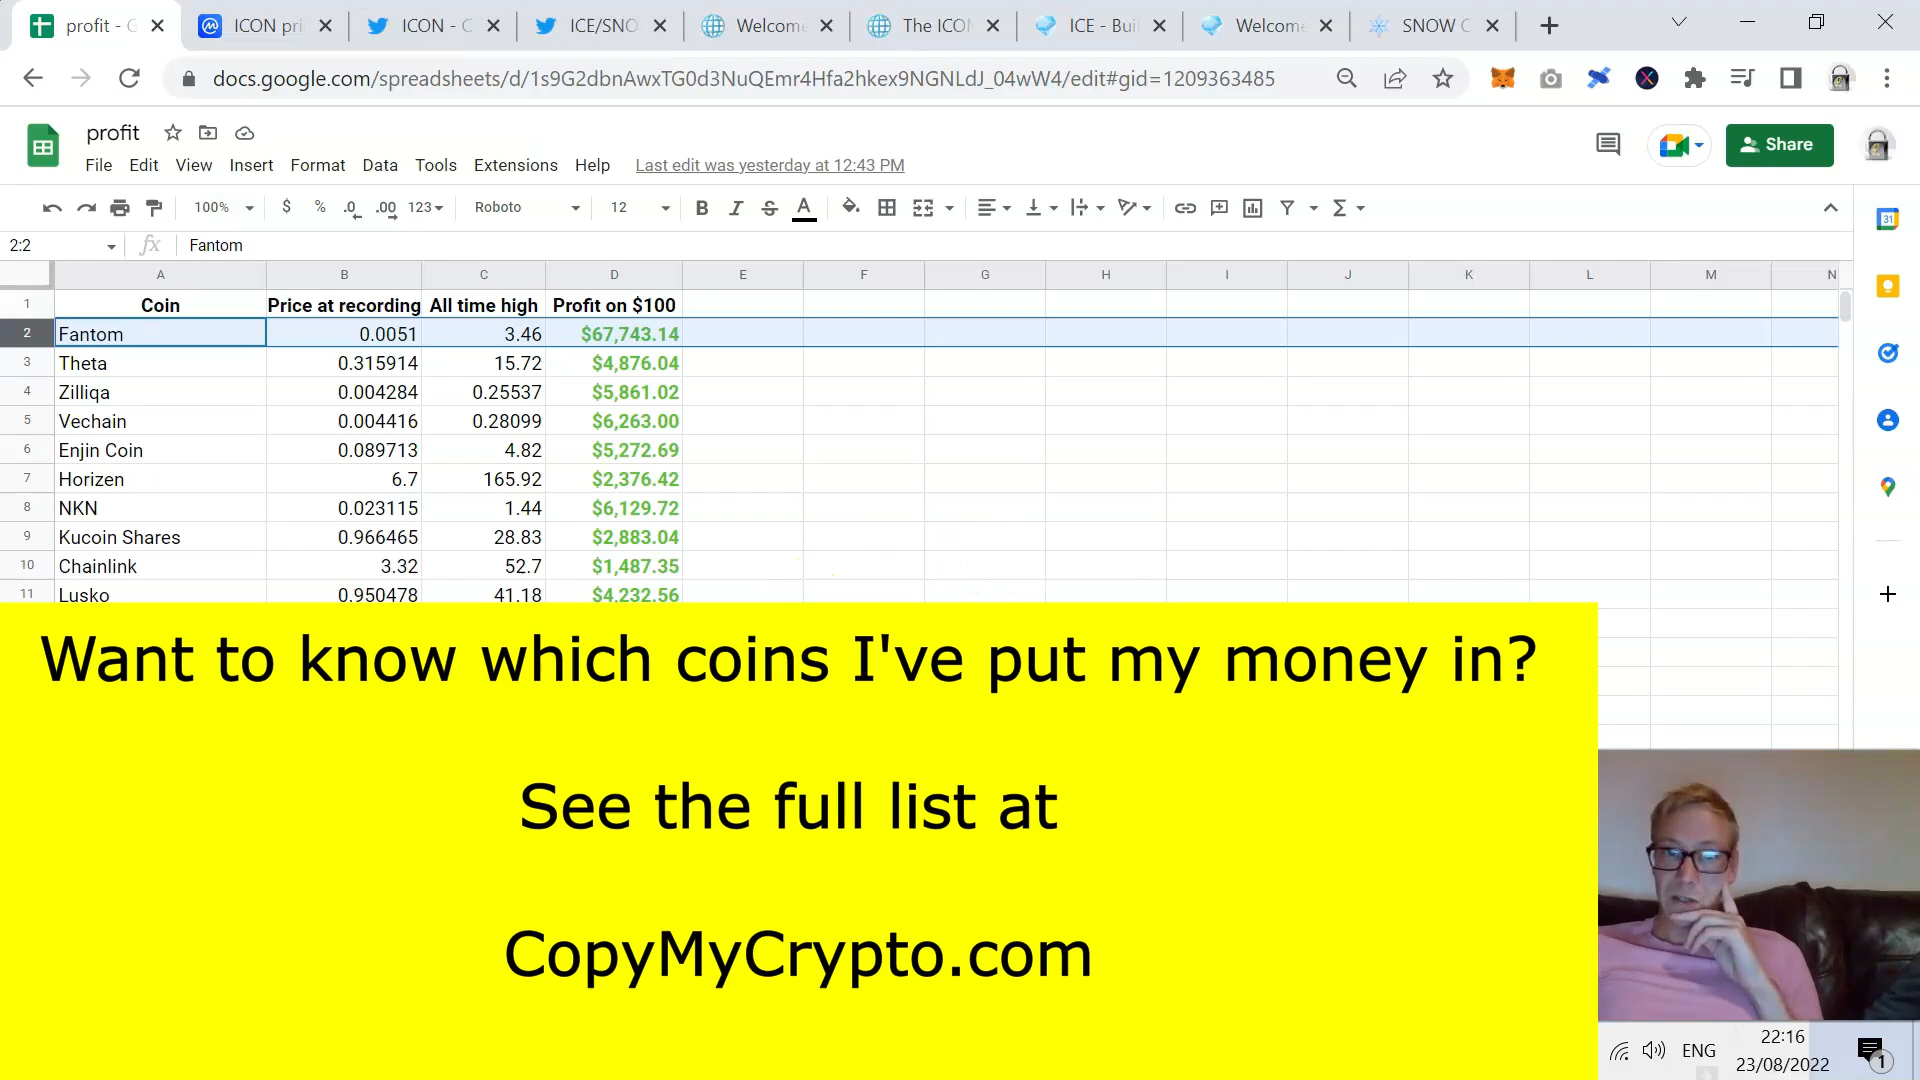 profit - G
ICON pri
ICON - C
ICE/SNO
Welcome
The ICON
ICE - Buil
Welcome
SNOW C
docs.google.com/spreadsheets/d/1s9G2dbnAwxTG0d3NuQEmr4Hfa2hkex9NGNLdJ_04wW4/edit#gid=1209363485
profit
File Edit View Insert Format Data Tools Extensions Help Last edit was yesterday at 12:43 PM
Share
100% $ % .0 .00 123 Roboto 12 B I S A
2:2 fx Fantom
A B C D E F G H I J K L M N
1 Coin Price at recording All time high Profit on $100
2 Fantom 0.0051 3.46 $67,743.14
3 Theta 0.315914 15.72 $4,876.04
4 Zilliqa 0.004284 0.25537 $5,861.02
5 Vechain 0.004416 0.28099 $6,263.00
6 Enjin Coin 0.089713 4.82 $5,272.69
7 Horizen 6.7 165.92 $2,376.42
8 NKN 0.023115 1.44 $6,129.72
9 Kucoin Shares 0.966465 28.83 $2,883.04
10 Chainlink 3.32 52.7 $1,487.35
11 Lusko 0.950478 41.18 $4,232.56
31
Want to know which coins I've put my money in?
See the full list at
CopyMyCrypto.com
ENG
22:16
23/08/2022
1